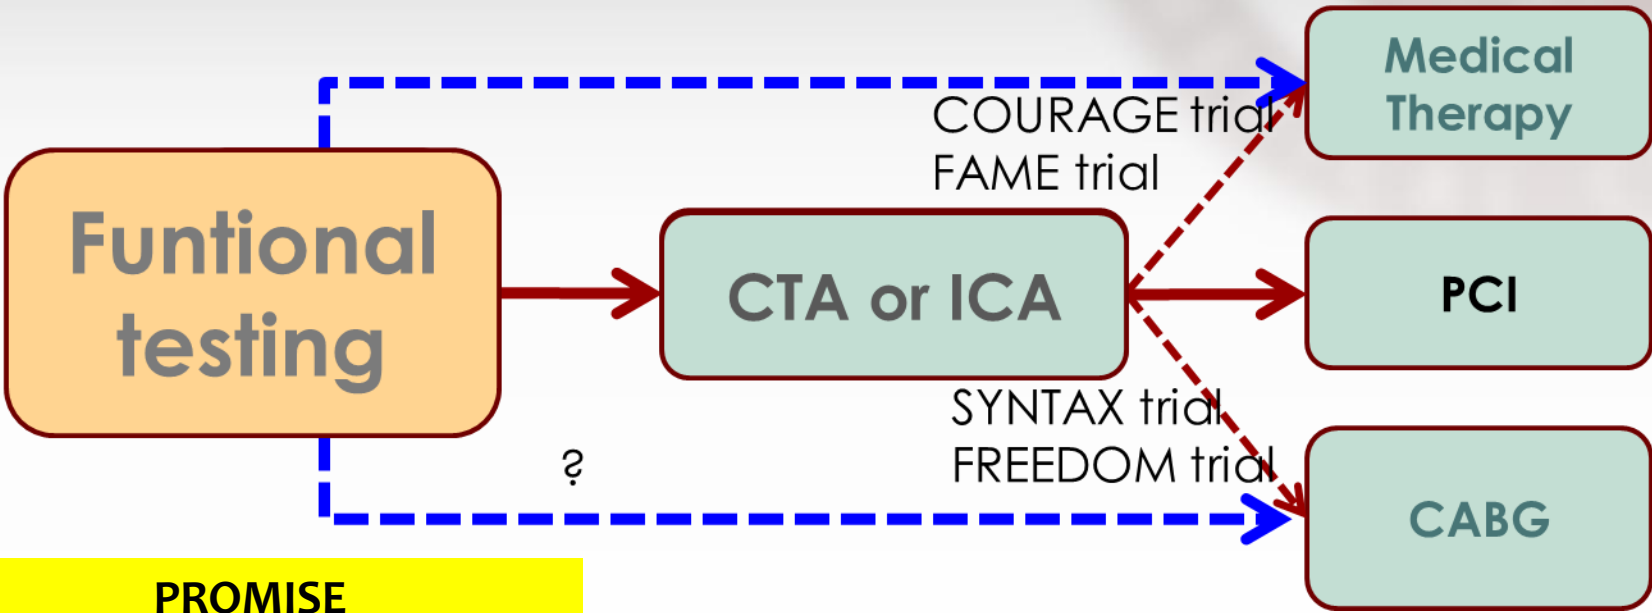 Medical
Therapy
COURAGE trial
FAME trial
Funtional
testing
CTA or ICA
PCI
SYNTAX trial
FREEDOM trial
?
CABG
PROMISE